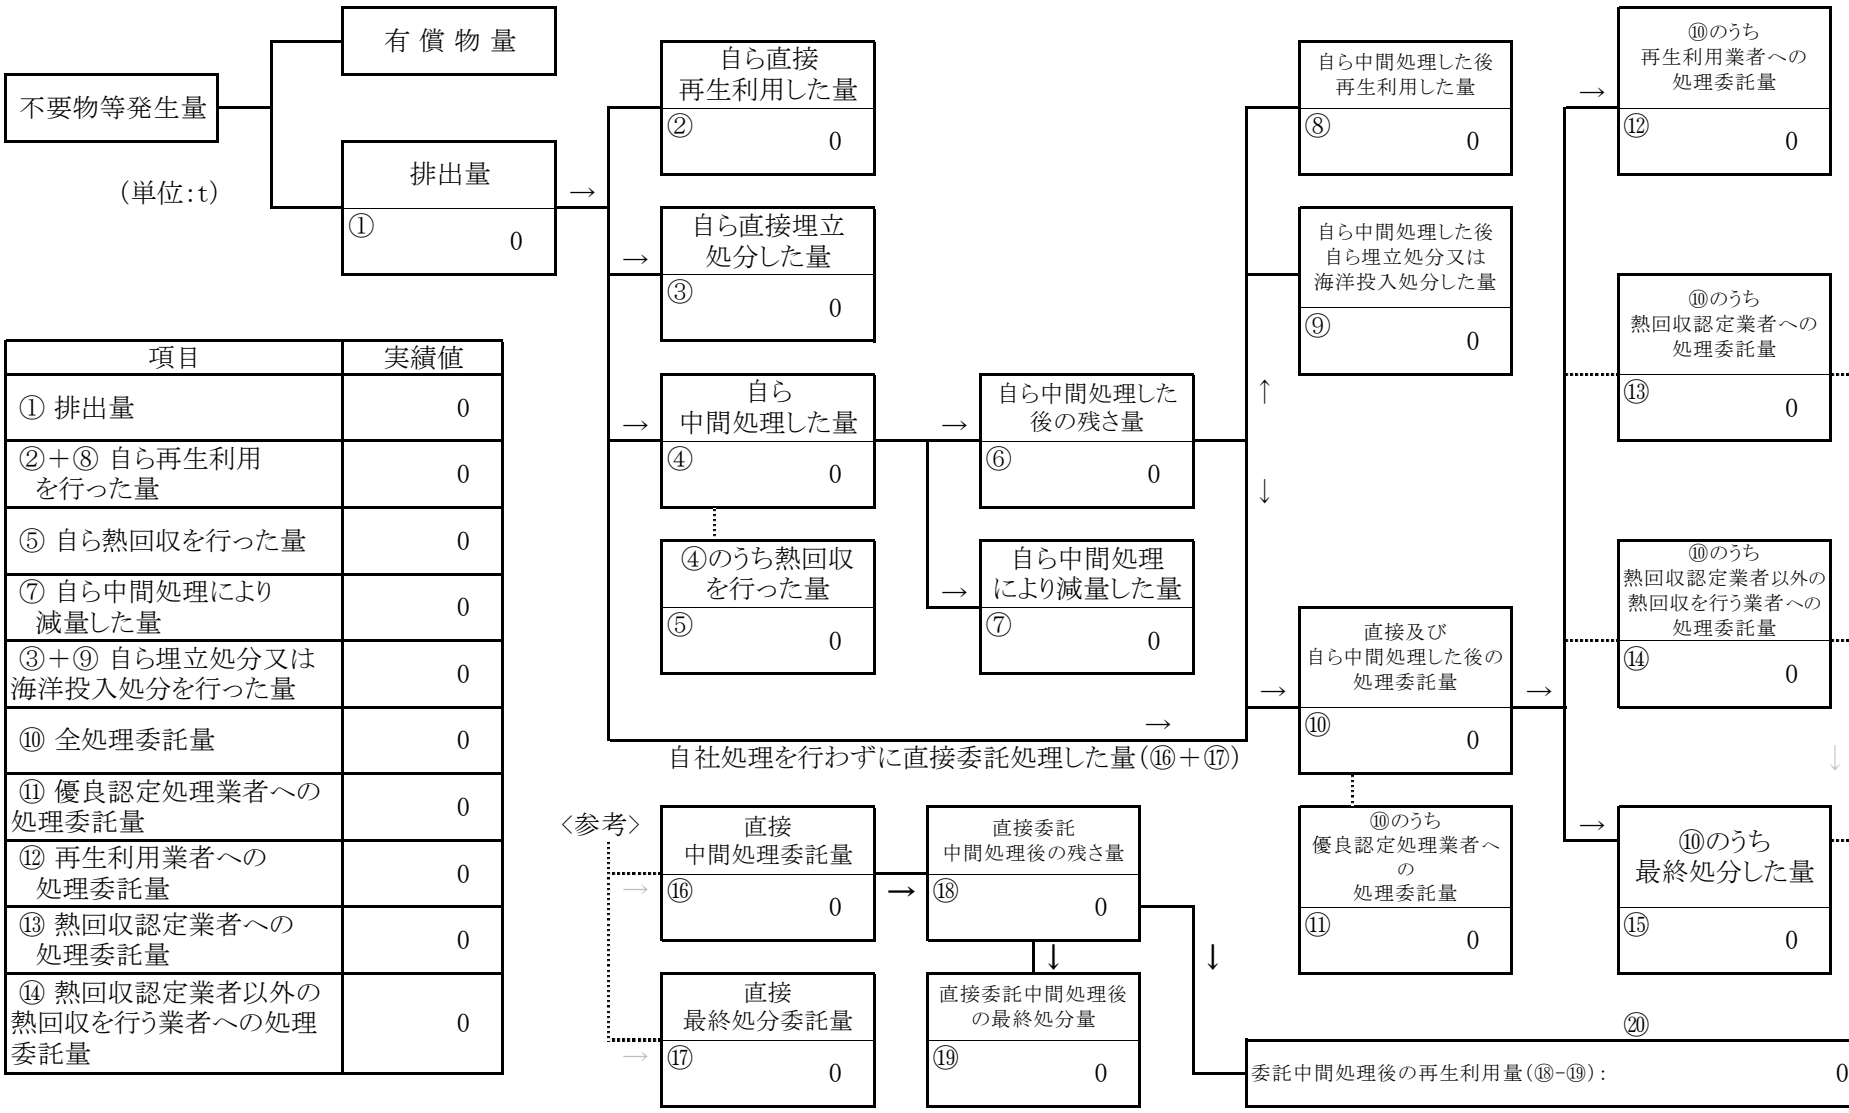 不要物等発生量
(単位:t)
有 償 物 量
排出量
①
0
→
自ら直接
再生利用した量
②
0
→
自ら直接埋立
処分した量
③
0
→
自ら
中間処理した量
④
0
④のうち熱回収
を行った量
⑤
0
→
自ら中間処理した
後の残さ量
⑥
0
→
自ら中間処理
により減量した量
⑦
0
↑
↓
自ら中間処理した後
再生利用した量
⑧
0
自ら中間処理した後
自ら埋立処分又は
海洋投入処分した量
⑨
0
→
自社処理を行わずに直接委託処理した量(⑯+⑰)
→
直接及び
自ら中間処理した後の
処理委託量
⑩
0
⑩のうち
優良認定処理業者へ
の
処理委託量
⑪
0
→
→
⑩のうち
再生利用業者への
処理委託量
⑫
0
⑩のうち
熱回収認定業者への
処理委託量
⑬
0
⑩のうち
熱回収認定業者以外の
熱回収を行う業者への
処理委託量
⑭
0
↓
→
⑩のうち
最終処分した量
⑮
0
項目 実績値
① 排出量 0
②+⑧ 自ら再生利用
を行った量
0
⑤ 自ら熱回収を行った量 0
⑦ 自ら中間処理により
減量した量
0
③+⑨ 自ら埋立処分又は
海洋投入処分を行った量
0
⑩ 全処理委託量 0
⑪ 優良認定処理業者への
処理委託量
0
⑫ 再生利用業者への
処理委託量
0
⑬ 熱回収認定業者への
処理委託量
0
⑭ 熱回収認定業者以外の
熱回収を行う業者への処理
委託量
0
〈参考〉
→
直接
中間処理委託量
⑯
0
→
直接
最終処分委託量
⑰
0
→
直接委託
中間処理後の残さ量
⑱
0
↓
直接委託中間処理後
の最終処分量
⑲
0
↓
⑳
委託中間処理後の再生利用量(⑱-⑲): 0